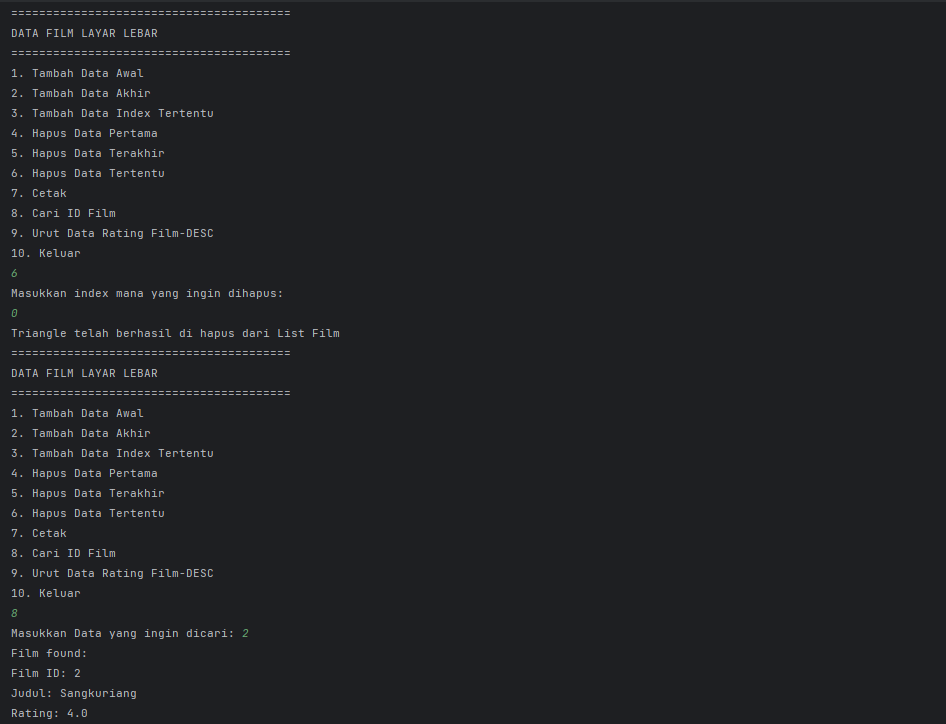 ========================================
DATA FILM LAYAR LEBAR
========================================
1. Tambah Data Awal
2. Tambah Data Akhir
3. Tambah Data Index Tertentu
4. Hapus Data Pertama
5. Hapus Data Terakhir
6. Hapus Data Tertentu
7. Cetak
8. Cari ID Film
9. Urut Data Rating Film-DESC
10. Keluar
6
Masukkan index mana yang ingin dihapus:
0
Triangle telah berhasil di hapus dari List Film
========================================
DATA FILM LAYAR LEBAR
========================================
1. Tambah Data Awal
2. Tambah Data Akhir
3. Tambah Data Index Tertentu
4. Hapus Data Pertama
5. Hapus Data Terakhir
6. Hapus Data Tertentu
7. Cetak
8. Cari ID Film
9. Urut Data Rating Film-DESC
10. Keluar
8
Masukkan Data yang ingin dicari: 2
Film found:
Film ID: 2
Judul: Sangkuriang
Rating: 4.0